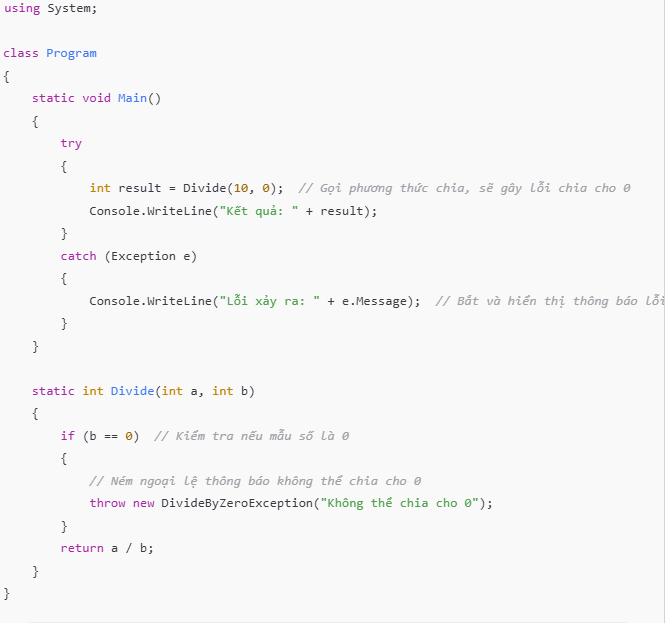 using System;
class Program
{
static void Main()
{
try
{
int result = Divide(10, 0);  // Gọi phương thức chia, sẽ gây lỗi chia cho 0
Console.WriteLine("Kết quả: " + result);
}
catch (Exception e)
{
Console.WriteLine("Lỗi xảy ra: " + e.Message);  // Bắt và hiển thị thông báo lỗi
}
}
static int Divide(int a, int b)
{
if (b == 0)  // Kiểm tra nếu mẫu số là 0
{
// Ném ngoại lệ thông báo không thể chia cho 0
throw new DivideByZeroException("Không thể chia cho 0");
}
return a / b;
}
}